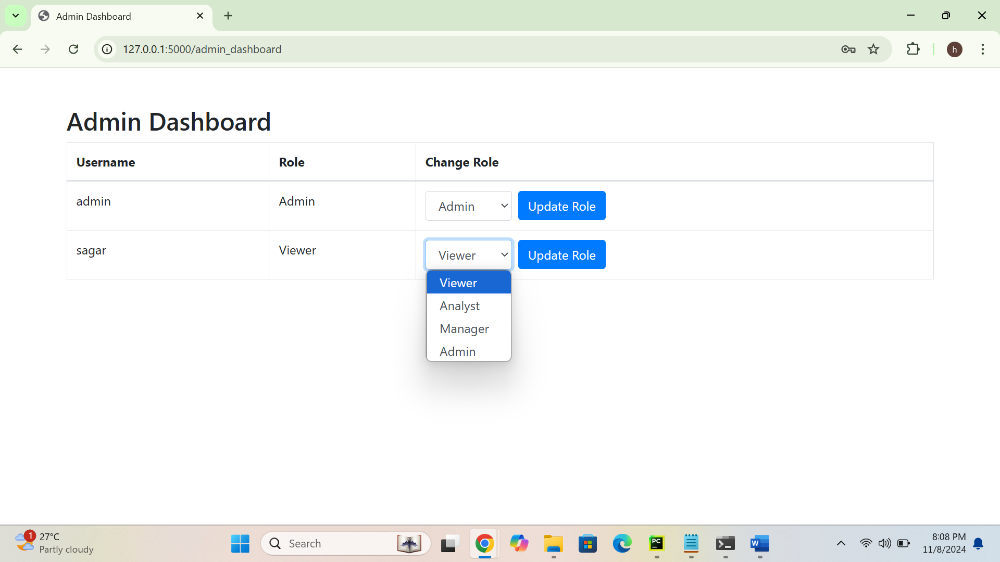 Admin Dashboard
127.0.0.1:5000/admin_dashboard
h
Admin Dashboard
Username Role Change Role
admin Admin Admin Update Role
sagar Viewer Viewer Update Role
Viewer
Analyst
Manager
Admin
1
27°C
Partly cloudy
Search
PC
W
8:08 PM
11/8/2024